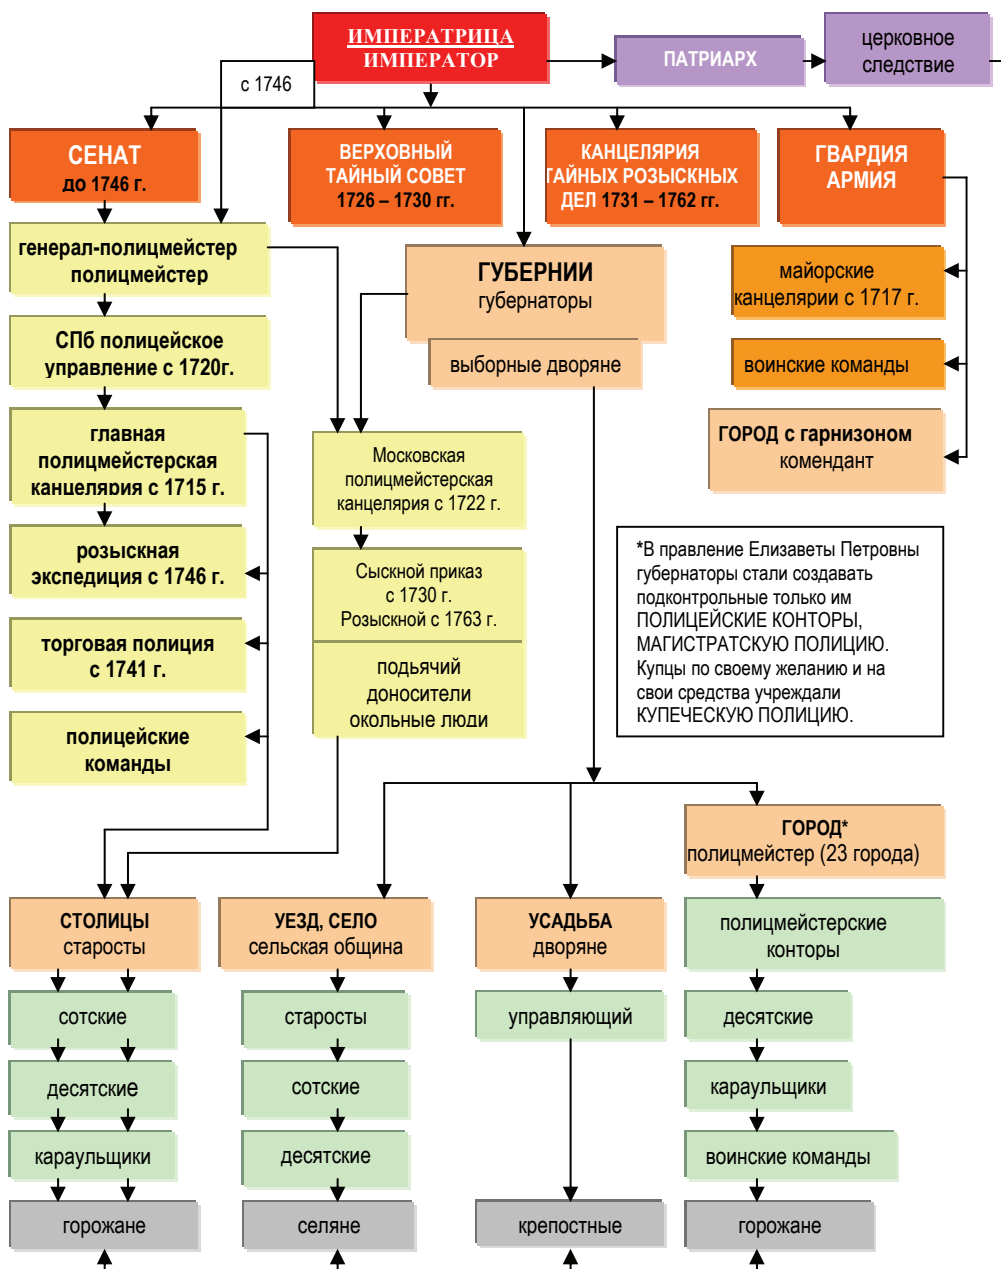 ИМПЕРАТРИЦА
ИМПЕРАТОР
ПАТРИАРХ
церковное
следствие
с 1746
СЕНАТ
до 1746 г.
ВЕРХОВНЫЙ
ТАЙНЫЙ СОВЕТ
1726 – 1730 гг.
КАНЦЕЛЯРИЯ
ТАЙНЫХ РОЗЫСКНЫХ
ДЕЛ 1731 – 1762 гг.
ГВАРДИЯ
АРМИЯ
генерал-полицмейстер
полицмейстер
ГУБЕРНИИ
губернаторы
выборные дворяне
майорские
канцелярии с 1717 г.
воинские команды
ГОРОД с гарнизоном
комендант
СПб полицейское
управление с 1720г.
главная
полицмейстерская
канцелярия с 1715 г.
Московская
полицмейстерская
канцелярия с 1722 г.
розыскная
экспедиция с 1746 г.
Сыскной приказ
с 1730 г.
Розыскной с 1763 г.
торговая полиция
с 1741 г.
подьячий
доносители
окольные люди
полицейские
команды
*В правление Елизаветы Петровны
губернаторы стали создавать
подконтрольные только им
ПОЛИЦЕЙСКИЕ КОНТОРЫ,
МАГИСТРАТСКУЮ ПОЛИЦИЮ.
Купцы по своему желанию и на
свои средства учреждали
КУПЕЧЕСКУЮ ПОЛИЦИЮ.
ГОРОД*
полицмейстер (23 города)
СТОЛИЦЫ
старосты
УЕЗД, СЕЛО
сельская община
УСАДЬБА
дворяне
полицмейстерские
конторы
сотские
старосты
управляющий
десятские
десятские
сотские
караульщики
караульщики
десятские
воинские команды
горожане
селяне
крепостные
горожане